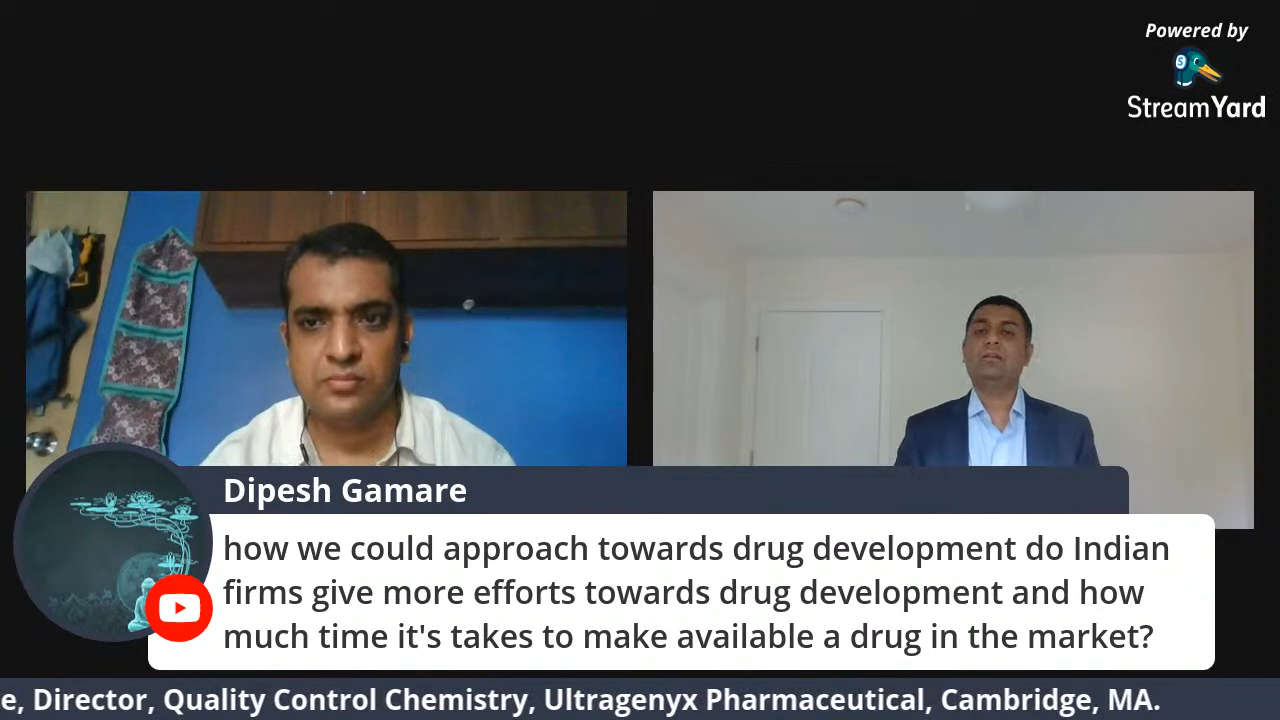 Powered by
StreamYard
Dipesh Gamare
how we could approach towards drug development do Indian
firms give more efforts towards drug development and how
much time it's takes to make available a drug in the market?
e, Director, Quality Control Chemistry, Ultragenyx Pharmaceutical, Cambridge, MA.